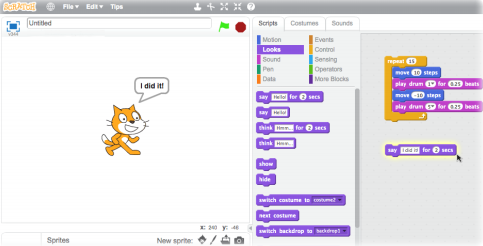 SCRATCH File▼ Edit▼ Tips
Untitled
Scripts Costumes Sounds
Motion Events
Looks Control
Sound Sensing
Pen Operators
Data More Blocks
I did it!
say Hello! for 2 secs
say Hello!
think Hmm... for 2 secs
think Hmm...
show
hide
switch costume to costume2
next costume
switch backdrop to backdrop1
repeat 15
move 10 steps
play drum 1 for 0.25 beats
move -10 steps
play drum 5 for 0.25 beats
say I did it! for 2 secs
x: 240 y: -46
Sprites New sprite: